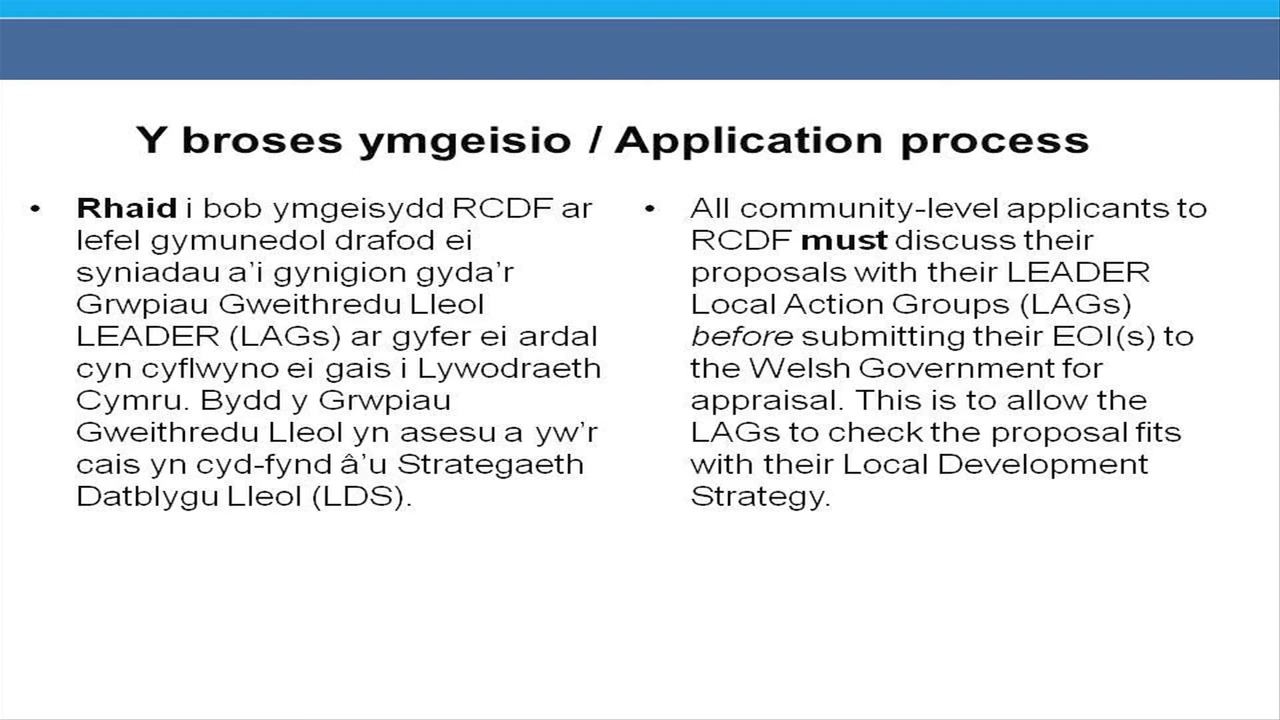 Y broses ymgeisio / Application process
• Rhaid i bob ymgeisydd RCDF ar
lefel gymunedol drafod ei
syniadau a'i gynigion gyda'r
Grwpiau Gweithredu Lleol
LEADER (LAGs) ar gyfer ei ardal
cyn cyflwyno ei gais i Lywodraeth
Cymru. Bydd y Grwpiau
Gweithredu Lleol yn asesu a yw'r
cais yn cyd-fynd â'u Strategaeth
Datblygu Lleol (LDS).
• All community-level applicants to
RCDF must discuss their
proposals with their LEADER
Local Action Groups (LAGs)
before submitting their EOI(s) to
the Welsh Government for
appraisal. This is to allow the
LAGs to check the proposal fits
with their Local Development
Strategy.